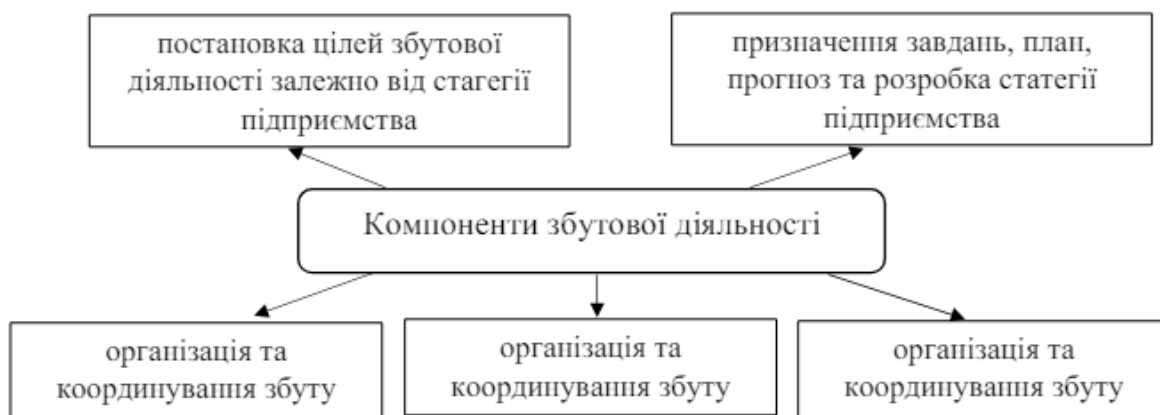 постановка цілей збутової
діяльності залежно від стагегії
підприємства
призначення завдань, план,
прогноз та розробка статегії
підприємства
Компоненти збутової діяльності
організація та
координування збуту
організація та
координування збуту
організація та
координування збуту